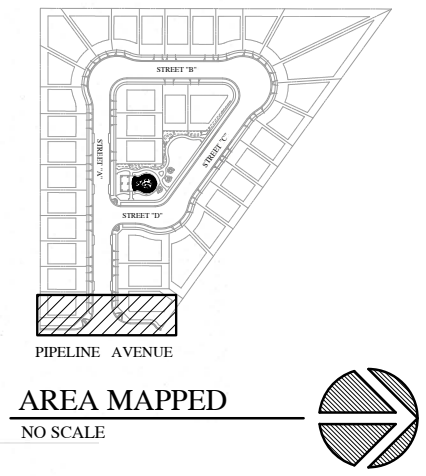 STREET "B"
STREET "A"
STREET "C"
STREET "D"
PIPELINE AVENUE
AREA MAPPED
NO SCALE